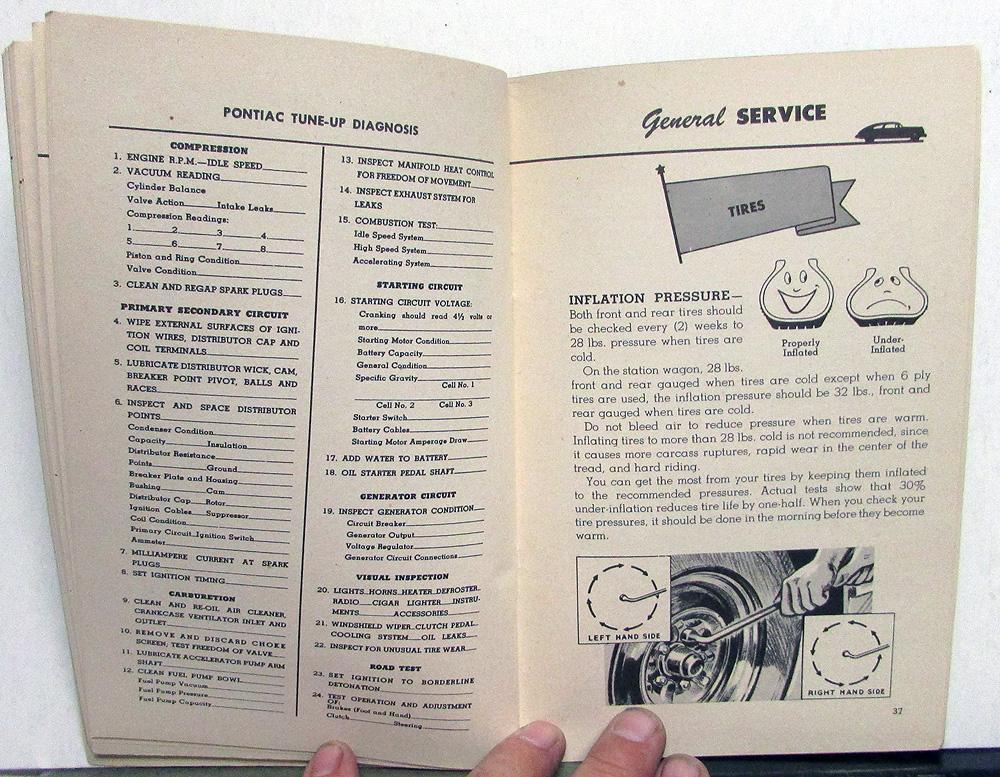 PONTIAC TUNE-UP DIAGNOSIS
COMPRESSION
1. ENGINE R.P.M.—IDLE SPEED
2. VACUUM READING
Cylinder Balance
Valve Action Intake Leaks
Compression Readings:
1. 2. 3. 4.
5. 6. 7. 8.
Piston and Ring Condition
Valve Condition
3. CLEAN AND REGAP SPARK PLUGS
PRIMARY SECONDARY CIRCUIT
4. WIPE EXTERNAL SURFACES OF IGNI-
TION WIRES, DISTRIBUTOR CAP AND
COIL TERMINALS
5. LUBRICATE DISTRIBUTOR WICK, CAM,
BREAKER POINT PIVOT, BALLS AND
RACES
6. INSPECT AND SPACE DISTRIBUTOR
POINTS
Condenser Condition
Capacity Insulation
Distributor Resistance
Points Ground
Breaker Plate and Housing
Bushing Cam
Distributor Cap Rotor
Ignition Cables Suppressor
Coil Condition
Primary Circuit Ignition Switch
Ammeter
7. MILLIAMPERE CURRENT AT SPARK
PLUGS
8. SET IGNITION TIMING
CARBURETION
9. CLEAN AND RE-OIL AIR CLEANER,
CRANKCASE VENTILATOR INLET AND
OUTLET
10. REMOVE AND DISCARD CHOKE
SCREEN; TEST FREEDOM OF VALVE
11. LUBRICATE ACCELERATOR PUMP ARM
SHAFT
12. CLEAN FUEL PUMP BOWL
Fuel Pump Vacuum
Fuel Pump Pressure
Fuel Pump Capacity
13. INSPECT MANIFOLD HEAT CONTROL
FOR FREEDOM OF MOVEMENT
14. INSPECT EXHAUST SYSTEM FOR
LEAKS
15. COMBUSTION TEST:
Idle Speed System
High Speed System
Accelerating System
STARTING CIRCUIT
16. STARTING CIRCUIT VOLTAGE:
Cranking should read 4½ volts or
more
Starting Motor Condition
Battery Capacity
General Condition
Specific Gravity
Cell No. 1
Cell No. 2 Cell No. 3
Starter Switch
Battery Cables
Starting Motor Amperage Draw
17. ADD WATER TO BATTERY
18. OIL STARTER PEDAL SHAFT
GENERATOR CIRCUIT
19. INSPECT GENERATOR CONDITION
Circuit Breaker
Generator Output
Voltage Regulator
Generator Circuit Connections
VISUAL INSPECTION
20. LIGHTS HORNS HEATER DEFROSTER
RADIO CIGAR LIGHTER INSTRU-
MENTS ACCESSORIES
21. WINDSHIELD WIPER CLUTCH PEDAL
COOLING SYSTEM OIL LEAKS
22. INSPECT FOR UNUSUAL TIRE WEAR
ROAD TEST
23. SET IGNITION TO BORDERLINE
DETONATION
24. TEST OPERATION AND ADJUSTMENT
OF:
Brakes (Foot and Hand)
Clutch Steering
General SERVICE
TIRES
INFLATION PRESSURE—
Both front and rear tires should
be checked every (2) weeks to
28 lbs. pressure when tires are
cold.
Properly
Inflated
Under-
Inflated
On the station wagon, 28 lbs.
front and rear gauged when tires are cold except when 6 ply
tires are used, the inflation pressure should be 32 lbs., front and
rear gauged when tires are cold.
Do not bleed air to reduce pressure when tires are warm.
Inflating tires to more than 28 lbs. cold is not recommended, since
it causes more carcass ruptures, rapid wear in the center of the
tread, and hard riding.
You can get the most from your tires by keeping them inflated
to the recommended pressures. Actual tests show that 30%
under-inflation reduces tire life by one-half. When you check your
tire pressures, it should be done in the morning before they become
warm.
LEFT HAND SIDE
RIGHT HAND SIDE
37